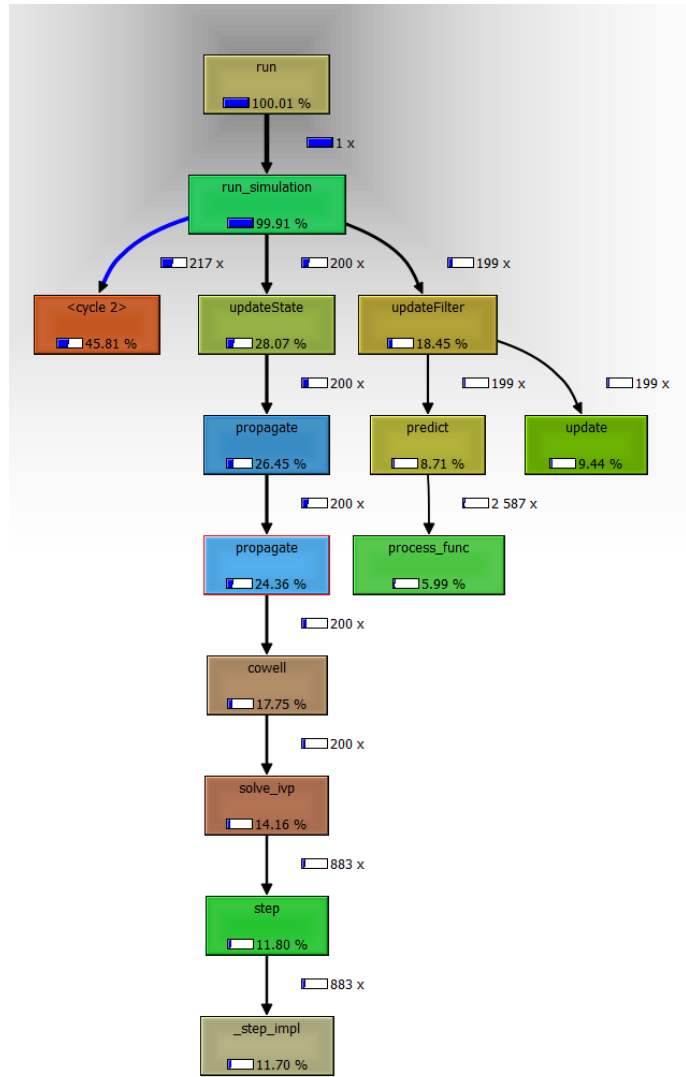 run
100.01 %
1 x
run_simulation
99.91 %
217 x
200 x
199 x
<cycle 2>
45.81 %
updateState
28.07 %
updateFilter
18.45 %
200 x
199 x
199 x
propagate
26.45 %
predict
8.71 %
update
9.44 %
200 x
2 587 x
propagate
24.36 %
process_func
5.99 %
200 x
cowell
17.75 %
200 x
solve_ivp
14.16 %
883 x
step
11.80 %
883 x
_step_impl
11.70 %